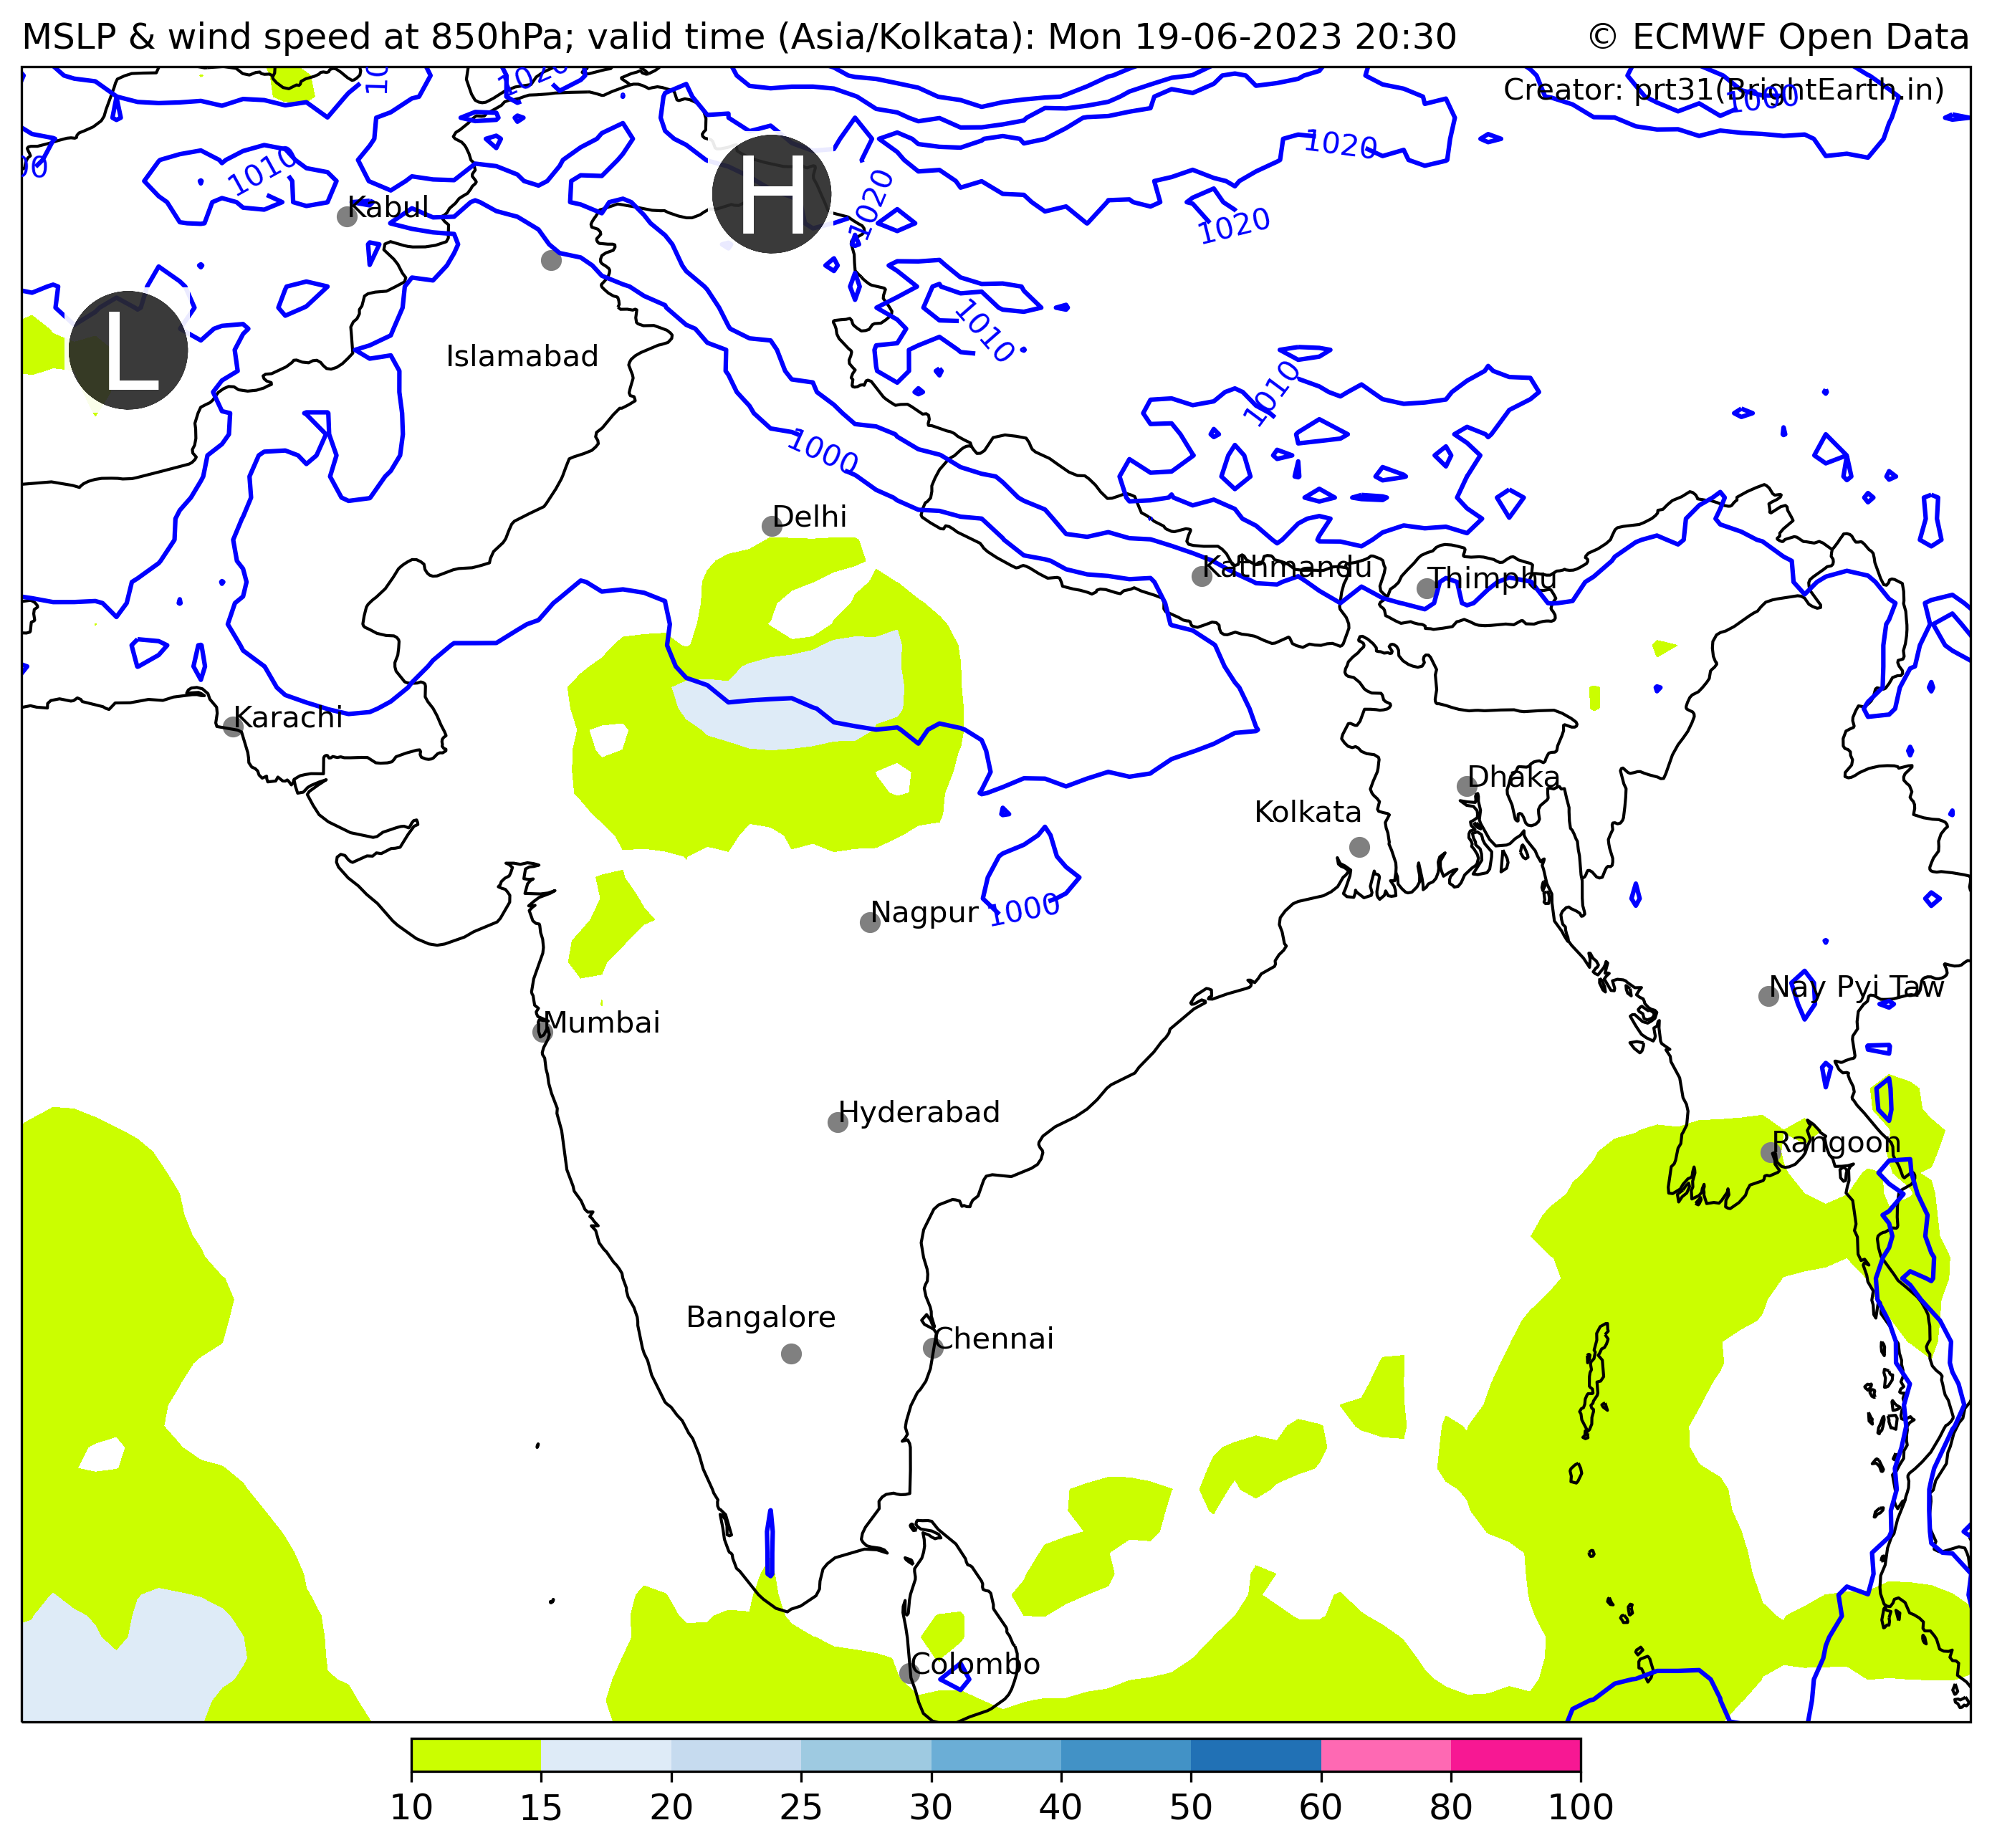 MSLP & wind speed at 850hPa; valid time (Asia/Kolkata): Mon 19-06-2023 20:30
© ECMWF Open Data
Creator: prt31(BrightEarth.in)
1020
1000
1020
1010
Kabul
H
1020
1020
L
1010
Islamabad
1010
1000
Delhi
Kathmandu
Thimphu
Karachi
Dhaka
Kolkata
Nagpur
1000
Nay Pyi Taw
Mumbai
Hyderabad
Rangoon
Bangalore
Chennai
Colombo
10 15 20 25 30 40 50 60 80 100